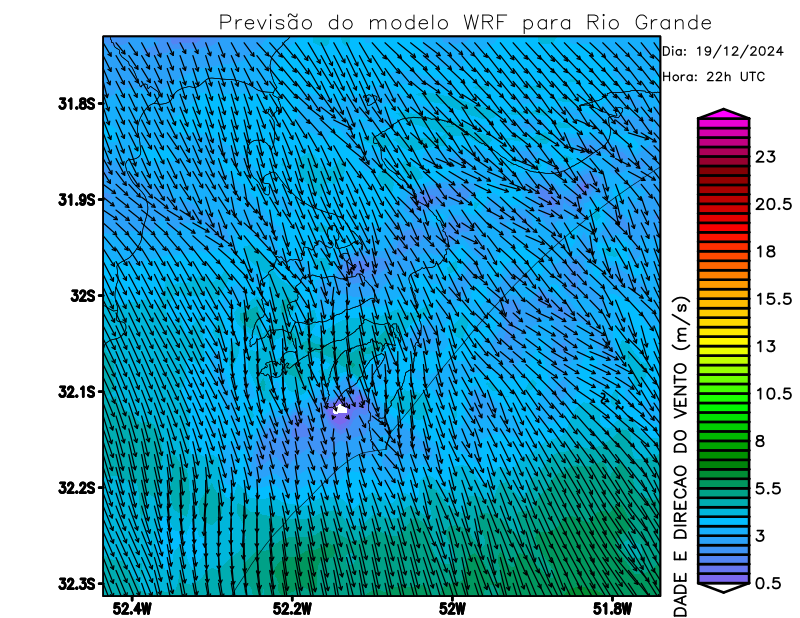 Previsão do modelo WRF para Rio Grande
Dia: 19/12/2024
Hora: 22h UTC
31.8S
31.9S
32S
32.1S
32.2S
32.3S
52.4W
52.2W
52W
51.8W
23
20.5
18
15.5
13
10.5
8
5.5
3
0.5
DADE E DIRECAO DO VENTO (m/s)